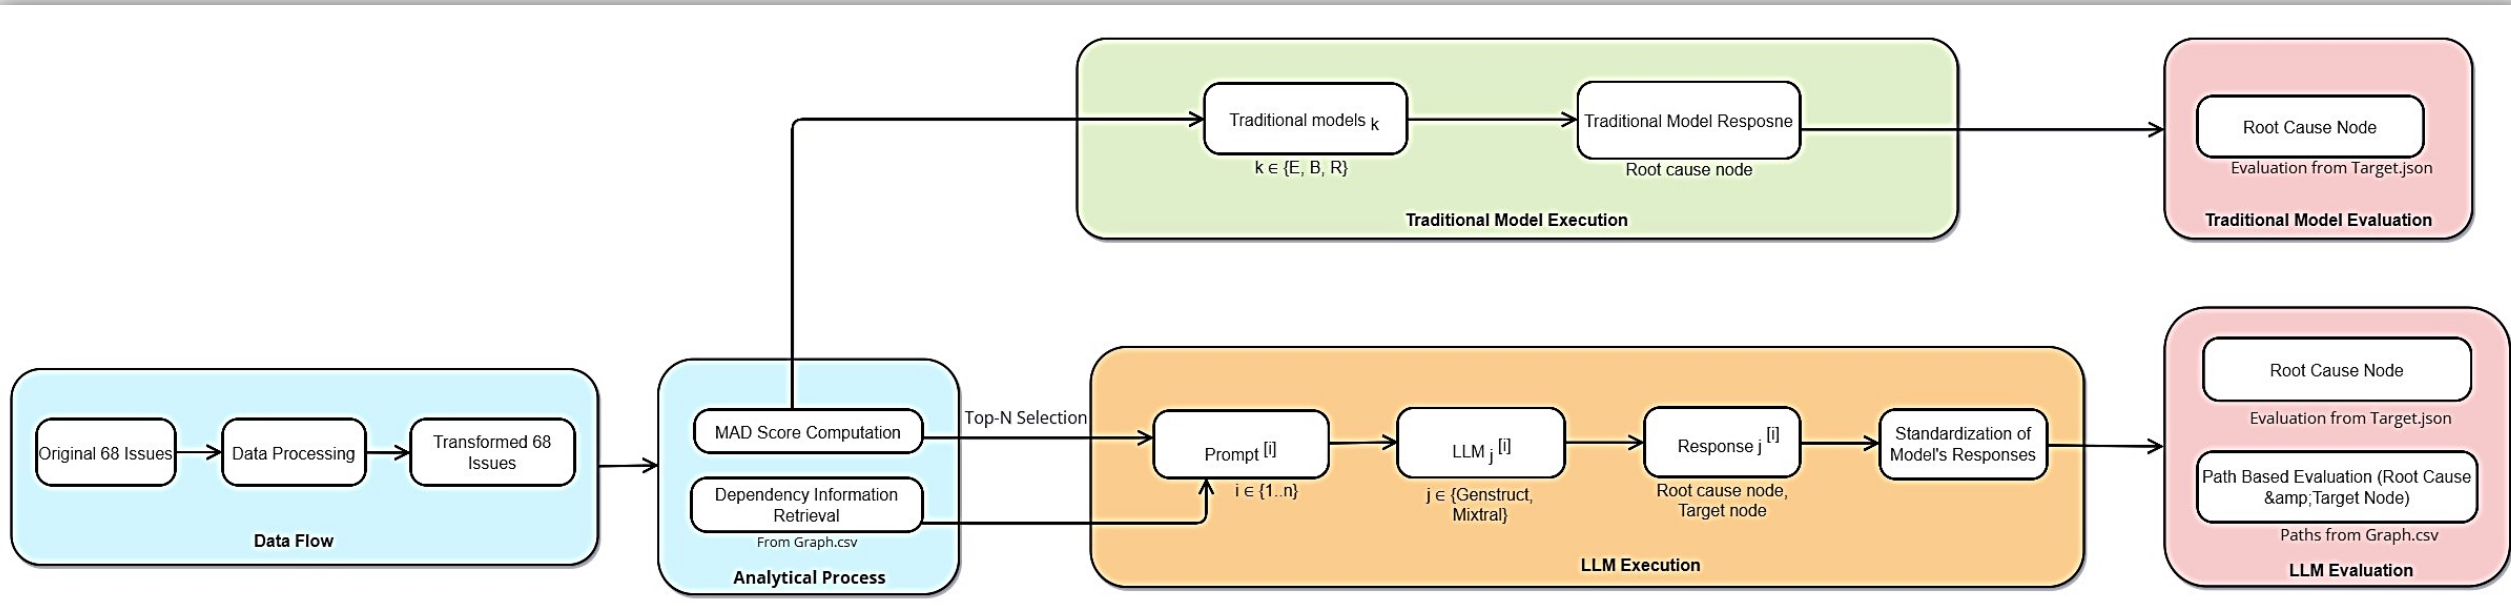 Traditional models k
k ∈ {E, B, R}
Traditional Model Resposne
Root cause node
Traditional Model Execution
Root Cause Node
Evaluation from Target.json
Traditional Model Evaluation
Original 68 Issues
Data Processing
Transformed 68
Issues
Data Flow
MAD Score Computation
Dependency Information
Retrieval
From Graph.csv
Analytical Process
Top-N Selection
Prompt [i]
i ∈ {1..n}
LLM j [i]
j ∈ {Genstruct,
Mixtral}
Response j [i]
Root cause node,
Target node
Standardization of
Model's Responses
LLM Execution
Root Cause Node
Evaluation from Target.json
Path Based Evaluation (Root Cause
&amp;Target Node)
Paths from Graph.csv
LLM Evaluation